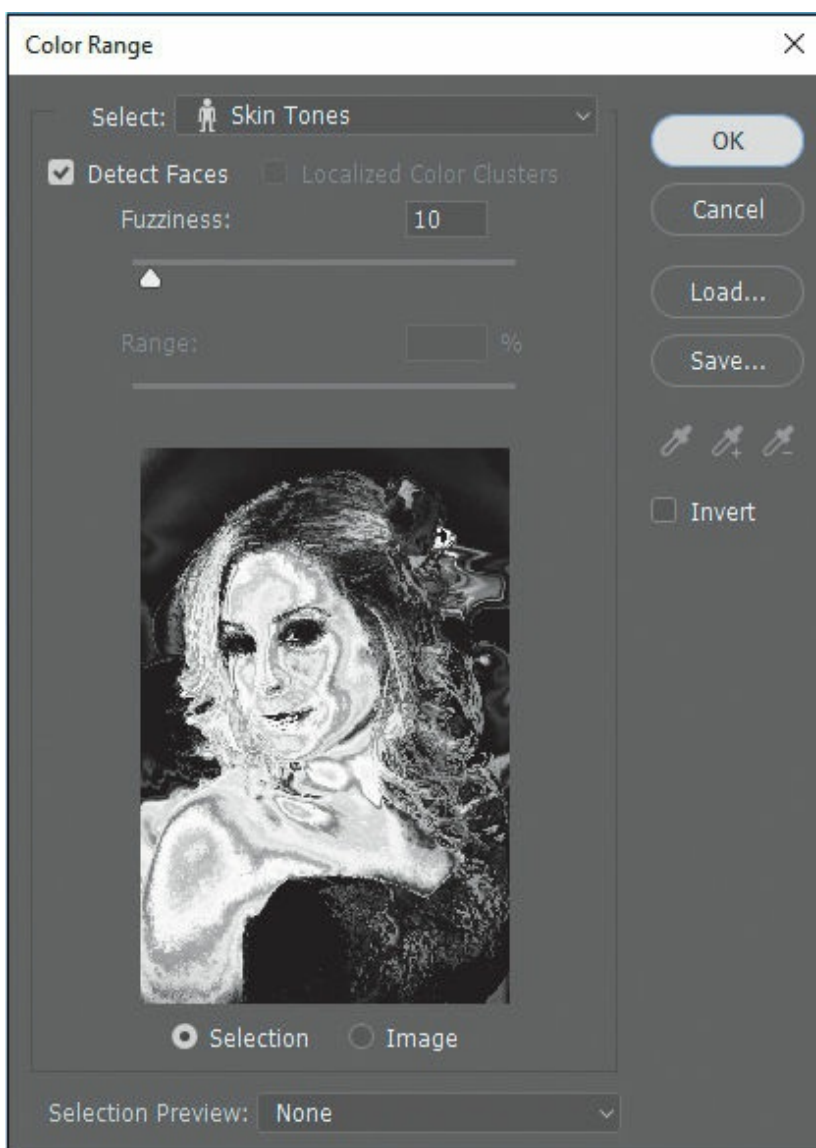 Color Range
Select: Skin Tones
OK
Detect Faces Localized Color Clusters
Fuzziness: 10
Cancel
Load...
Range: %
Save...
Invert
Selection Image
Selection Preview: None